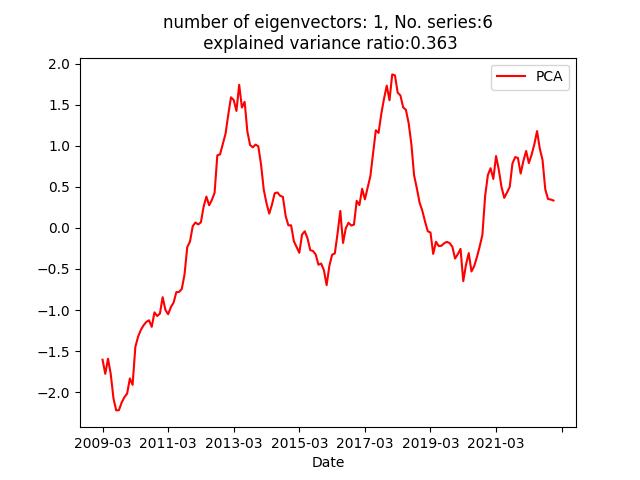 number of eigenvectors: 1, No. series:6
explained variance ratio:0.363
PCA
2.0
1.5
1.0
0.5
0.0
−0.5
−1.0
−1.5
−2.0
2009-03 2011-03 2013-03 2015-03 2017-03 2019-03 2021-03
Date